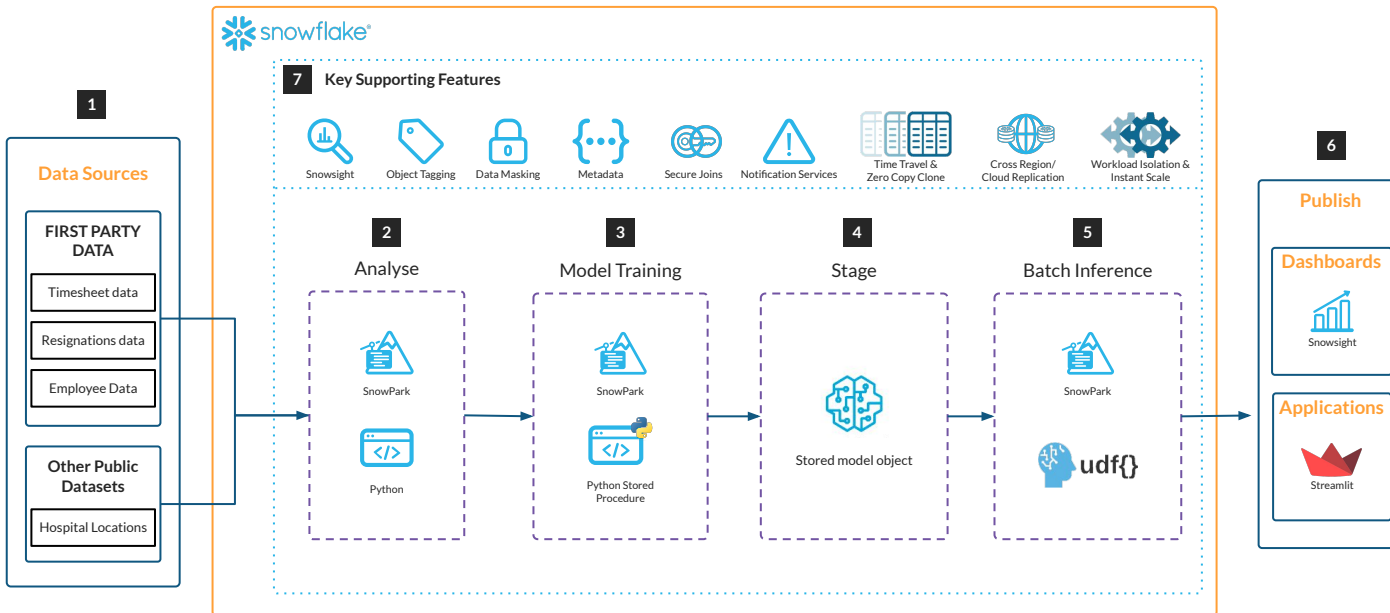 snowflake®
7 Key Supporting Features
Snowsight
Object Tagging
Data Masking
Metadata
Secure Joins
Notification Services
Time Travel &
Zero Copy Clone
Cross Region/
Cloud Replication
Workload Isolation &
Instant Scale
1
Data Sources
FIRST PARTY
DATA
Timesheet data
Resignations data
Employee Data
Other Public
Datasets
Hospital Locations
2
Analyse
SnowPark
</>
Python
3
Model Training
SnowPark
</>
Python Stored
Procedure
4
Stage
Stored model object
5
Batch Inference
SnowPark
udf{}
6
Publish
Dashboards
Snowsight
Applications
Streamlit